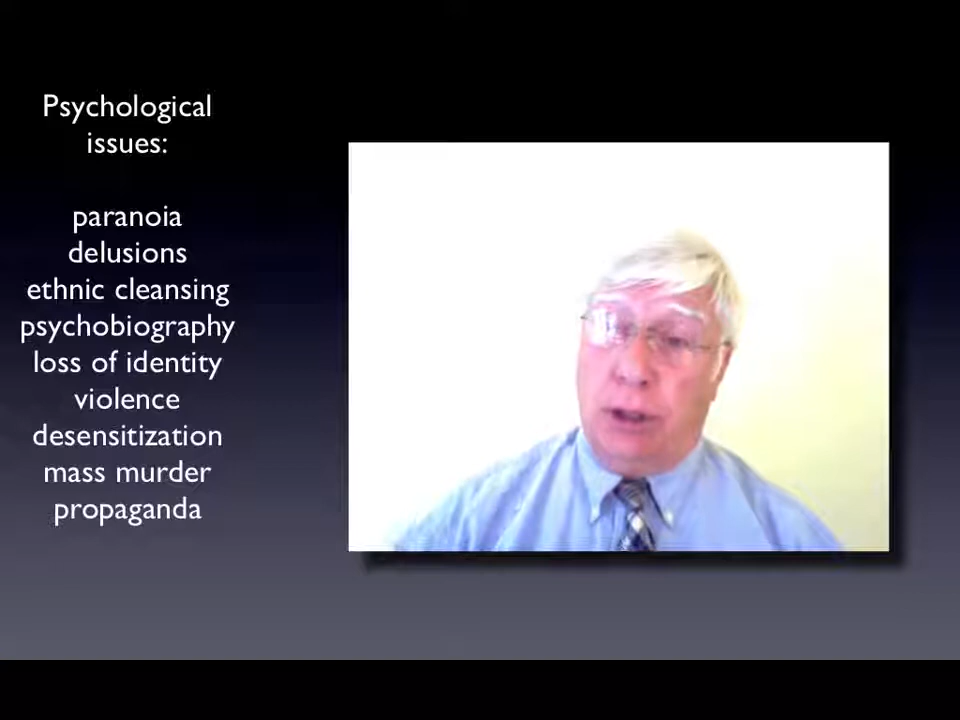 Psychological
issues:
paranoia
delusions
ethnic cleansing
psychobiography
loss of identity
violence
desensitization
mass murder
propaganda